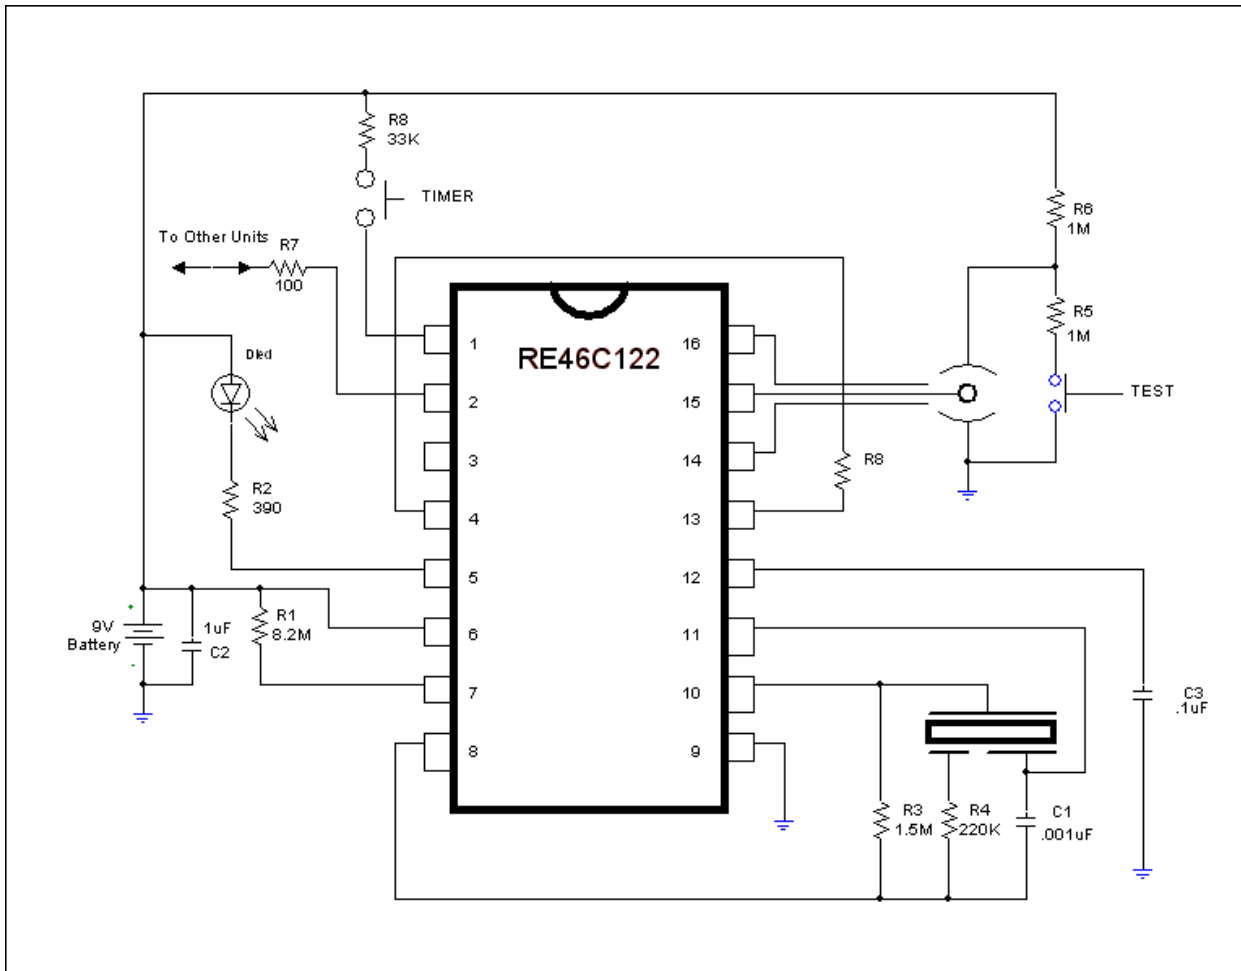 R8
33K
TIMER
To Other Units
R7
100
R6
1M
R5
1M
TEST
Dled
R2
390
RE46C122
1
2
3
4
5
6
7
8
16
15
14
13
12
11
10
9
R8
+
9V
Battery
-
1uF
C2
R1
8.2M
C3
.1uF
R3
1.5M
R4
220K
C1
.001uF